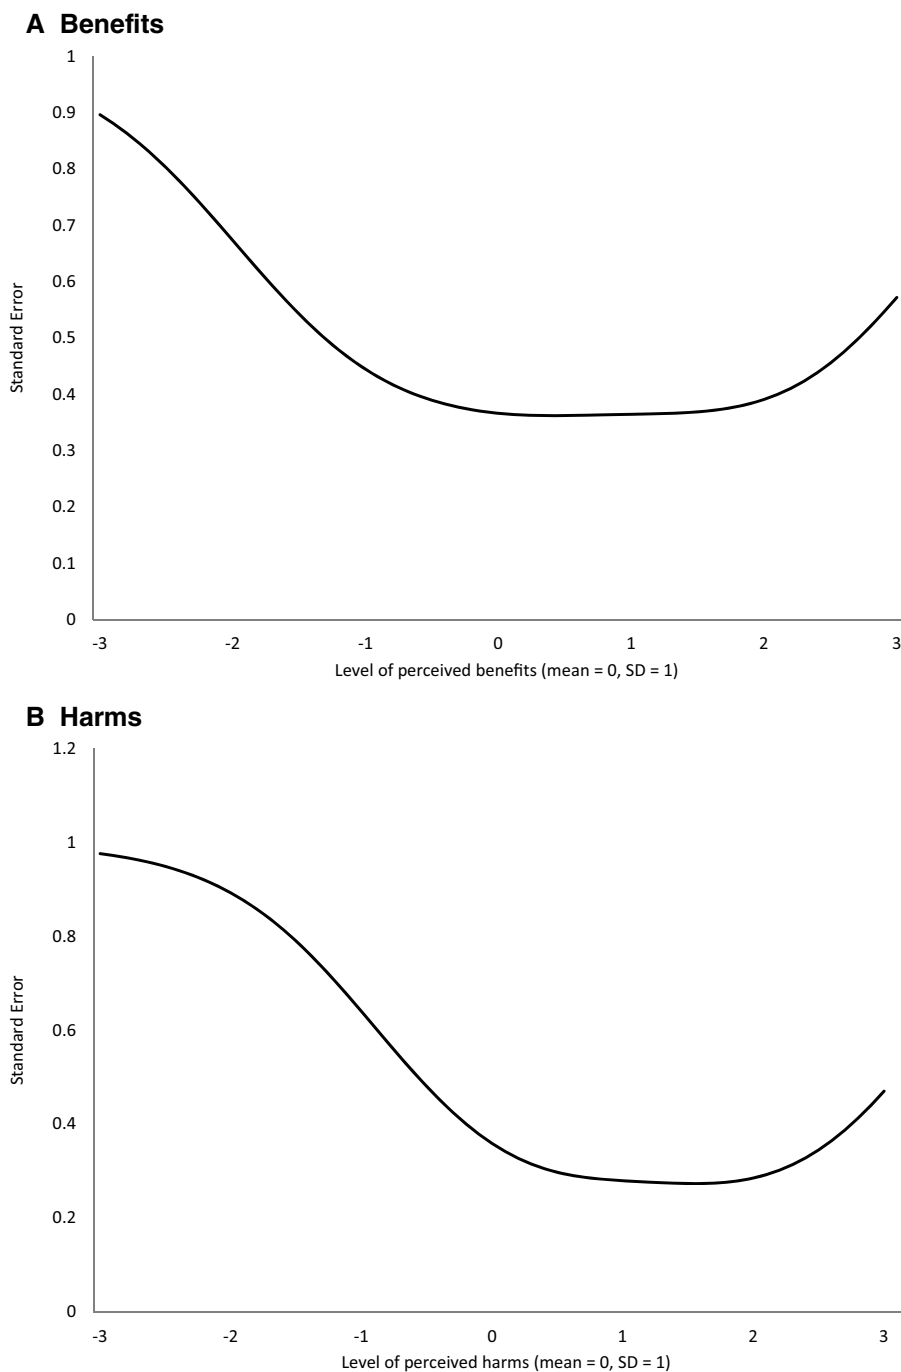 A Benefits
1
0.9
0.8
0.7
0.6
0.5
0.4
0.3
0.2
0.1
0
Standard Error
-3 -2 -1 0 1 2 3
Level of perceived benefits (mean = 0, SD = 1)
B Harms
1.2
1
0.8
0.6
0.4
0.2
0
Standard Error
-3 -2 -1 0 1 2 3
Level of perceived harms (mean = 0, SD = 1)